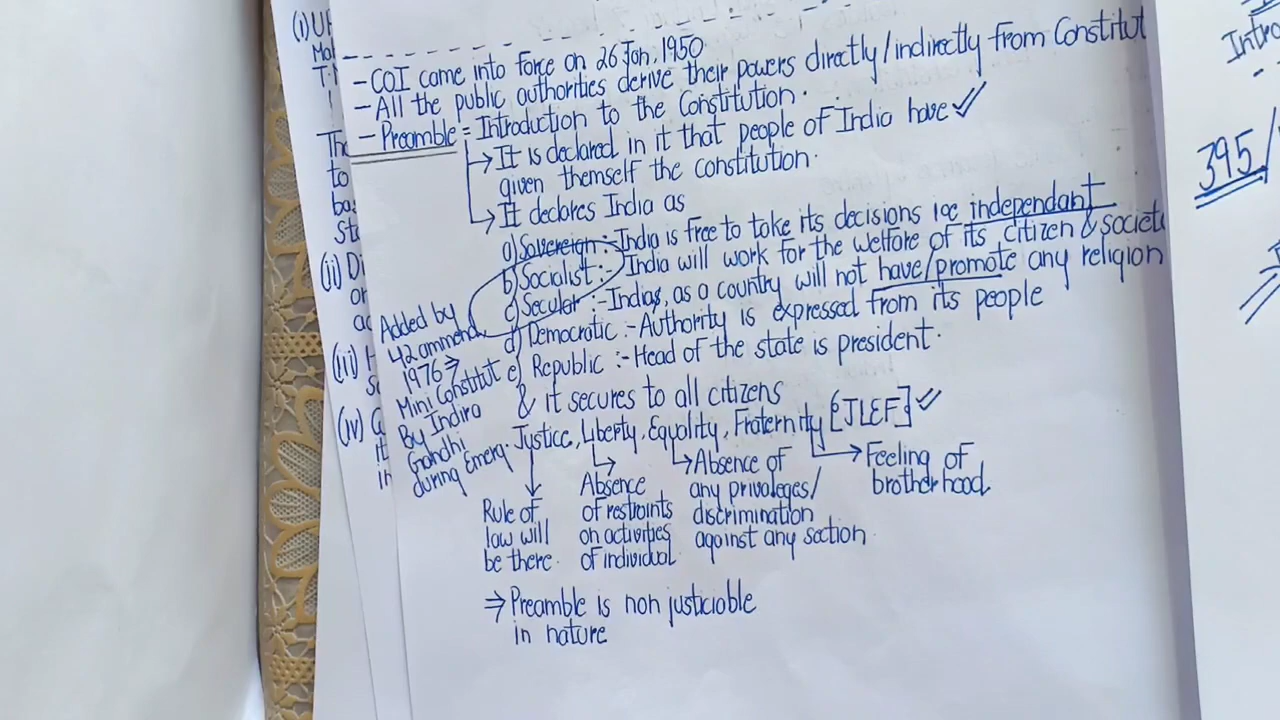 - COI came into force on 26 Jan, 1950
- All the public authorities derive their powers directly/indirectly from Constitut
- Preamble = Introduction to the Constitution.
→ It is declared in it that people of India have ✓
given themself the constitution.
→ It declares India as
a) Sovereign :- India is free to take its decisions ie independant
b) Socialist :- India will work for the welfare of its citizen & societ
c) Secular :- India, as a country will not have/promote any religion
d) Democratic :- Authority is expressed from its people
e) Republic :- Head of the state is president.
Added by
42 ammend.
1976 ⇒
Mini Constitut
By Indira
Gandhi
during Emerg.
& it secures to all citizens
Justice, Liberty, Equality, Fraternity [JLEF] ✓
→ Feeling of
brotherhood
→ Absence of
any privoleges/
discrimination
against any section
Absence
of restraints
on activities
of individual
Rule of
law will
be there.
⇒ Preamble is non justiciable
in nature
(i)
(ii) Di
(iii) H
(iv)
Intro
395/